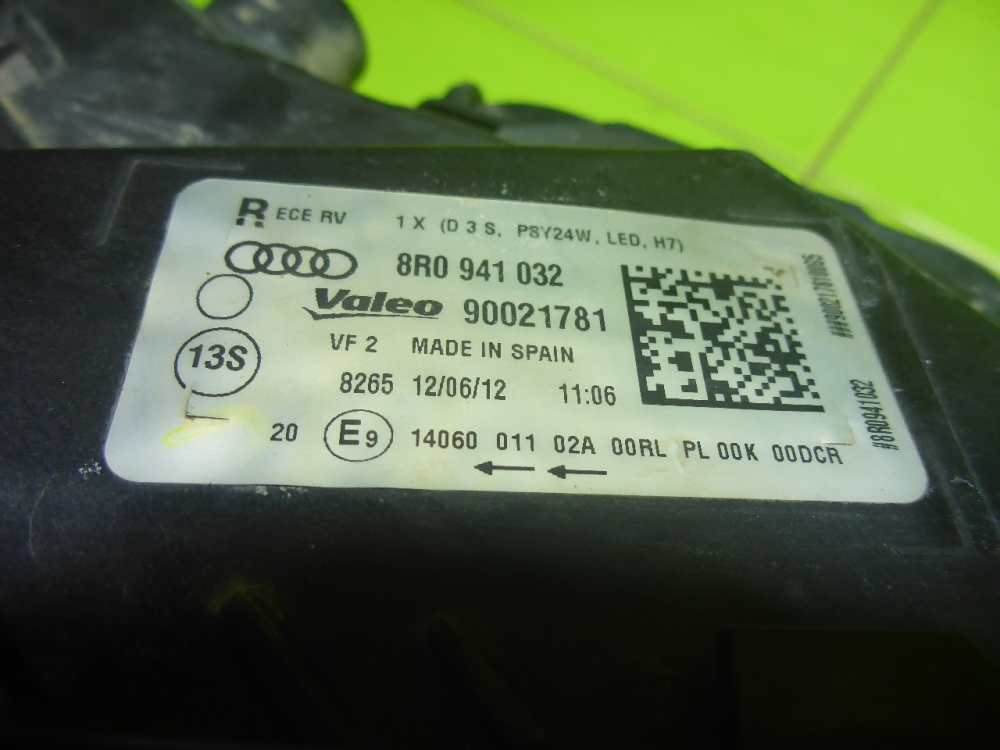 R ECE RV 1 X (D 3 S, PSY24W, LED, H7)
8R0 941 032
Valeo 90021781
VF 2 MADE IN SPAIN
13S
8265 12/06/12 11:06
20 E9 14060 011 02A 00RL PL 00K 00DCR
#8R0941032